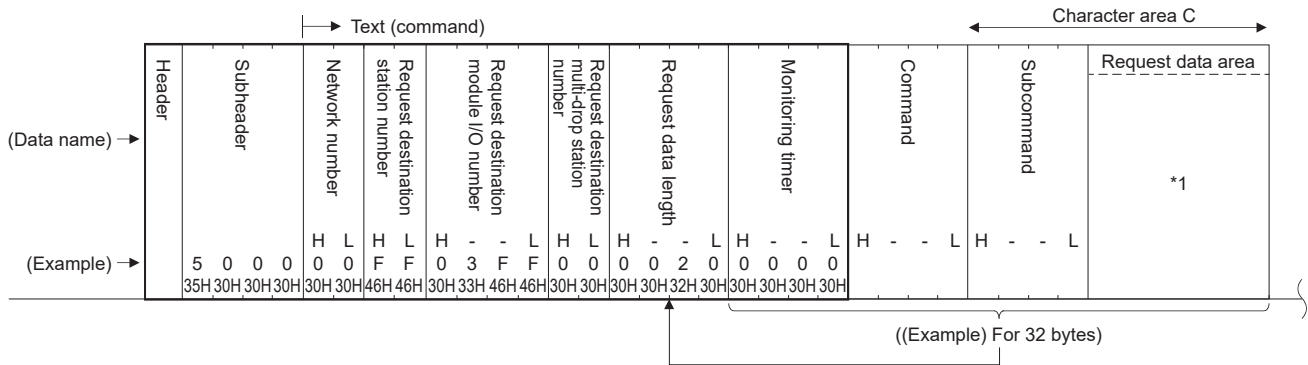 Character area C
Text (command)
Header
Subheader
Network number
Request destination
station number
Request destination
module I/O number
Request destination
multi-drop station
number
Request data length
Monitoring timer
Command
Subcommand
Request data area
(Data name)
*1
H L H L H - - L H L H - - L H - - L H - - L H - - L
(Example) 5 0 0 0 0 0 F F 0 3 F F 0 0 0 0 2 0 0 0 0 0
35H 30H 30H 30H 30H 30H 46H 46H 30H 33H 46H 46H 30H 30H 30H 30H 32H 30H 30H 30H 30H 30H
((Example) For 32 bytes)